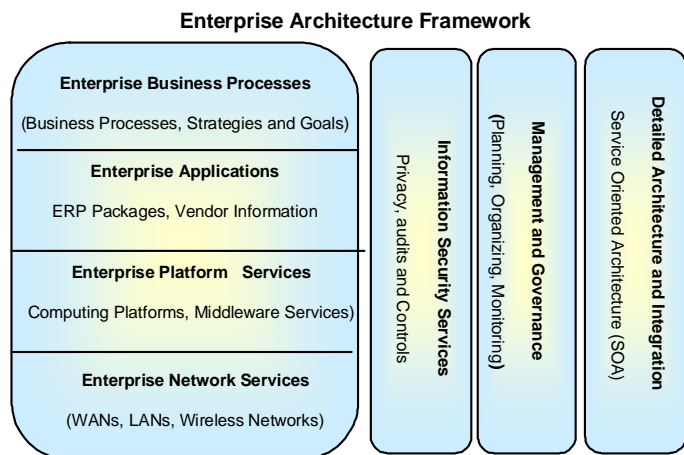 Enterprise Architecture Framework
Enterprise Business Processes
(Business Processes, Strategies and Goals)
Enterprise Applications
ERP Packages, Vendor Information
Enterprise Platform Services
Computing Platforms, Middleware Services)
Enterprise Network Services
(WANs, LANs, Wireless Networks)
Information Security Services
Privacy, audits and Controls
Management and Governance
(Planning, Organizing, Monitoring)
Detailed Architecture and Integration
Service Oriented Architecture (SOA)